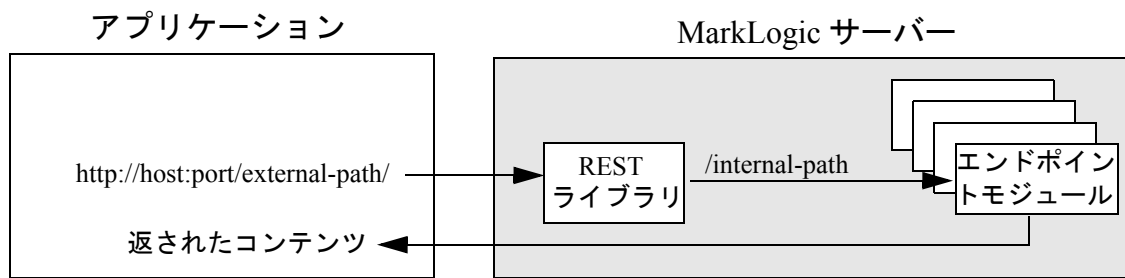 アプリケーション
MarkLogic サーバー
http://host:port/external-path/
REST
ライブラリ
/internal-path
エンドポイン
トモジュール
返されたコンテンツ